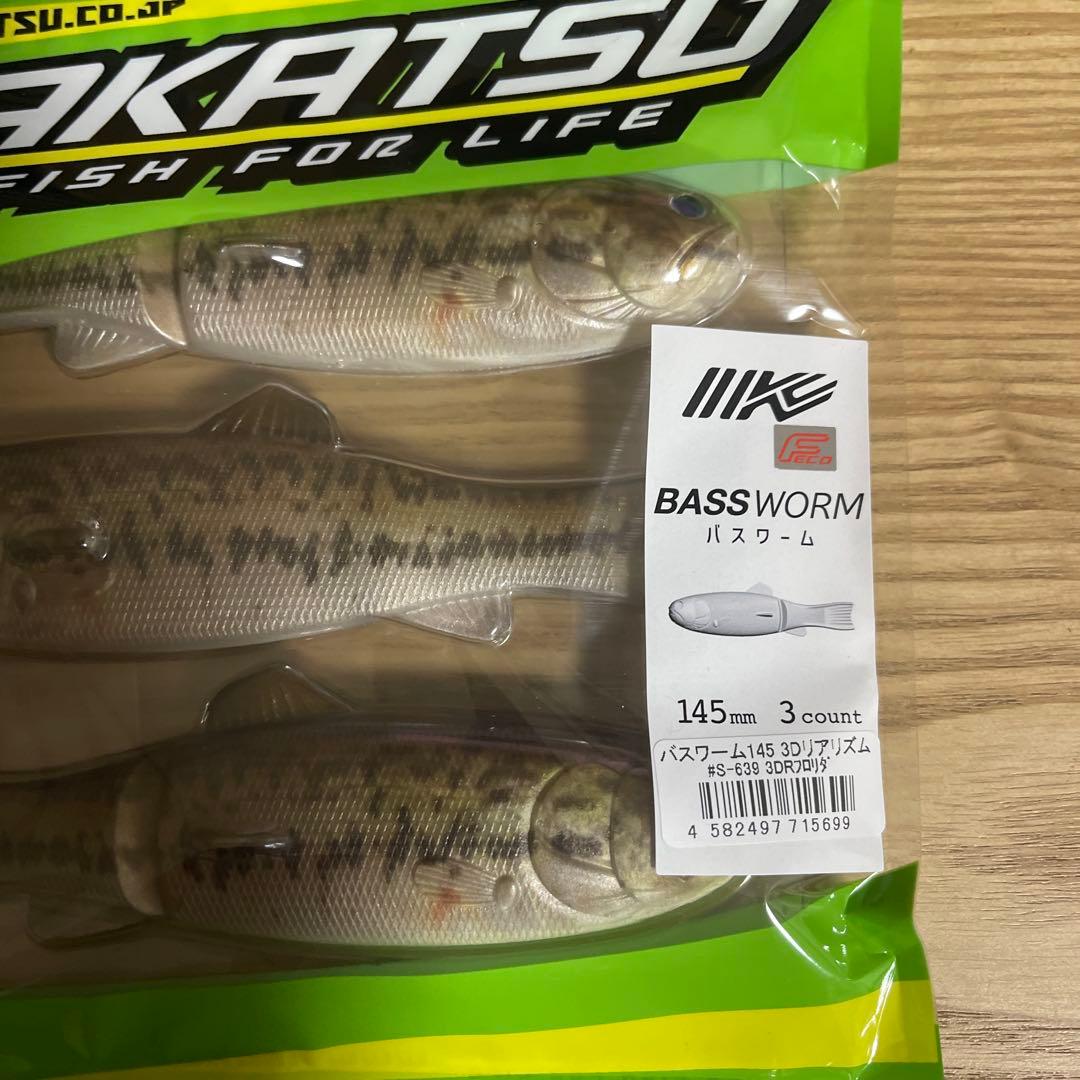 TSU.CO.JP
AKATSU
FISH FOR LIFE
IIIKE
FECO
BASS WORM
バスワーム
145mm 3 count
バスワーム145 3Dリアリズム
#S-639 3DRフロリダ
4 582497 715699